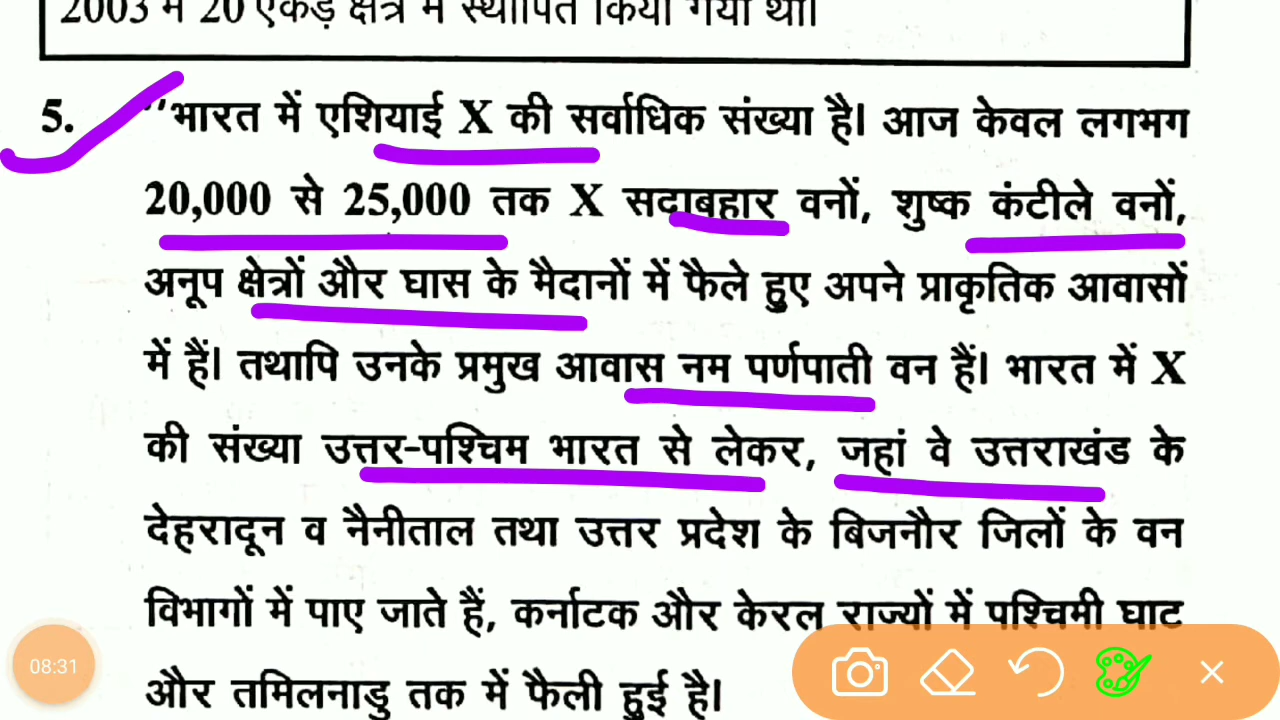 2003 में 20 एकड़ क्षेत्र में स्थापित किया गया था।
5. "भारत में एशियाई X की सर्वाधिक संख्या है। आज केवल लगभग
20,000 से 25,000 तक X सदाबहार वनों, शुष्क कंटीले वनों,
अनूप क्षेत्रों और घास के मैदानों में फैले हुए अपने प्राकृतिक आवासों
में हैं। तथापि उनके प्रमुख आवास नम पर्णपाती वन हैं। भारत में X
की संख्या उत्तर-पश्चिम भारत से लेकर, जहां वे उत्तराखंड के
देहरादून व नैनीताल तथा उत्तर प्रदेश के बिजनौर जिलों के वन
विभागों में पाए जाते हैं, कर्नाटक और केरल राज्यों में पश्चिमी घाट
और तमिलनाडु तक में फैली हुई है।
08:31